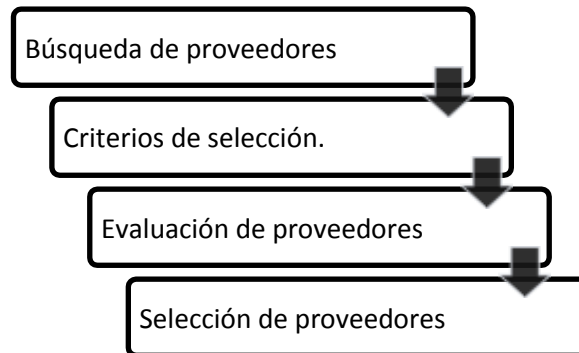 Búsqueda de proveedores
Criterios de selección.
Evaluación de proveedores
Selección de proveedores